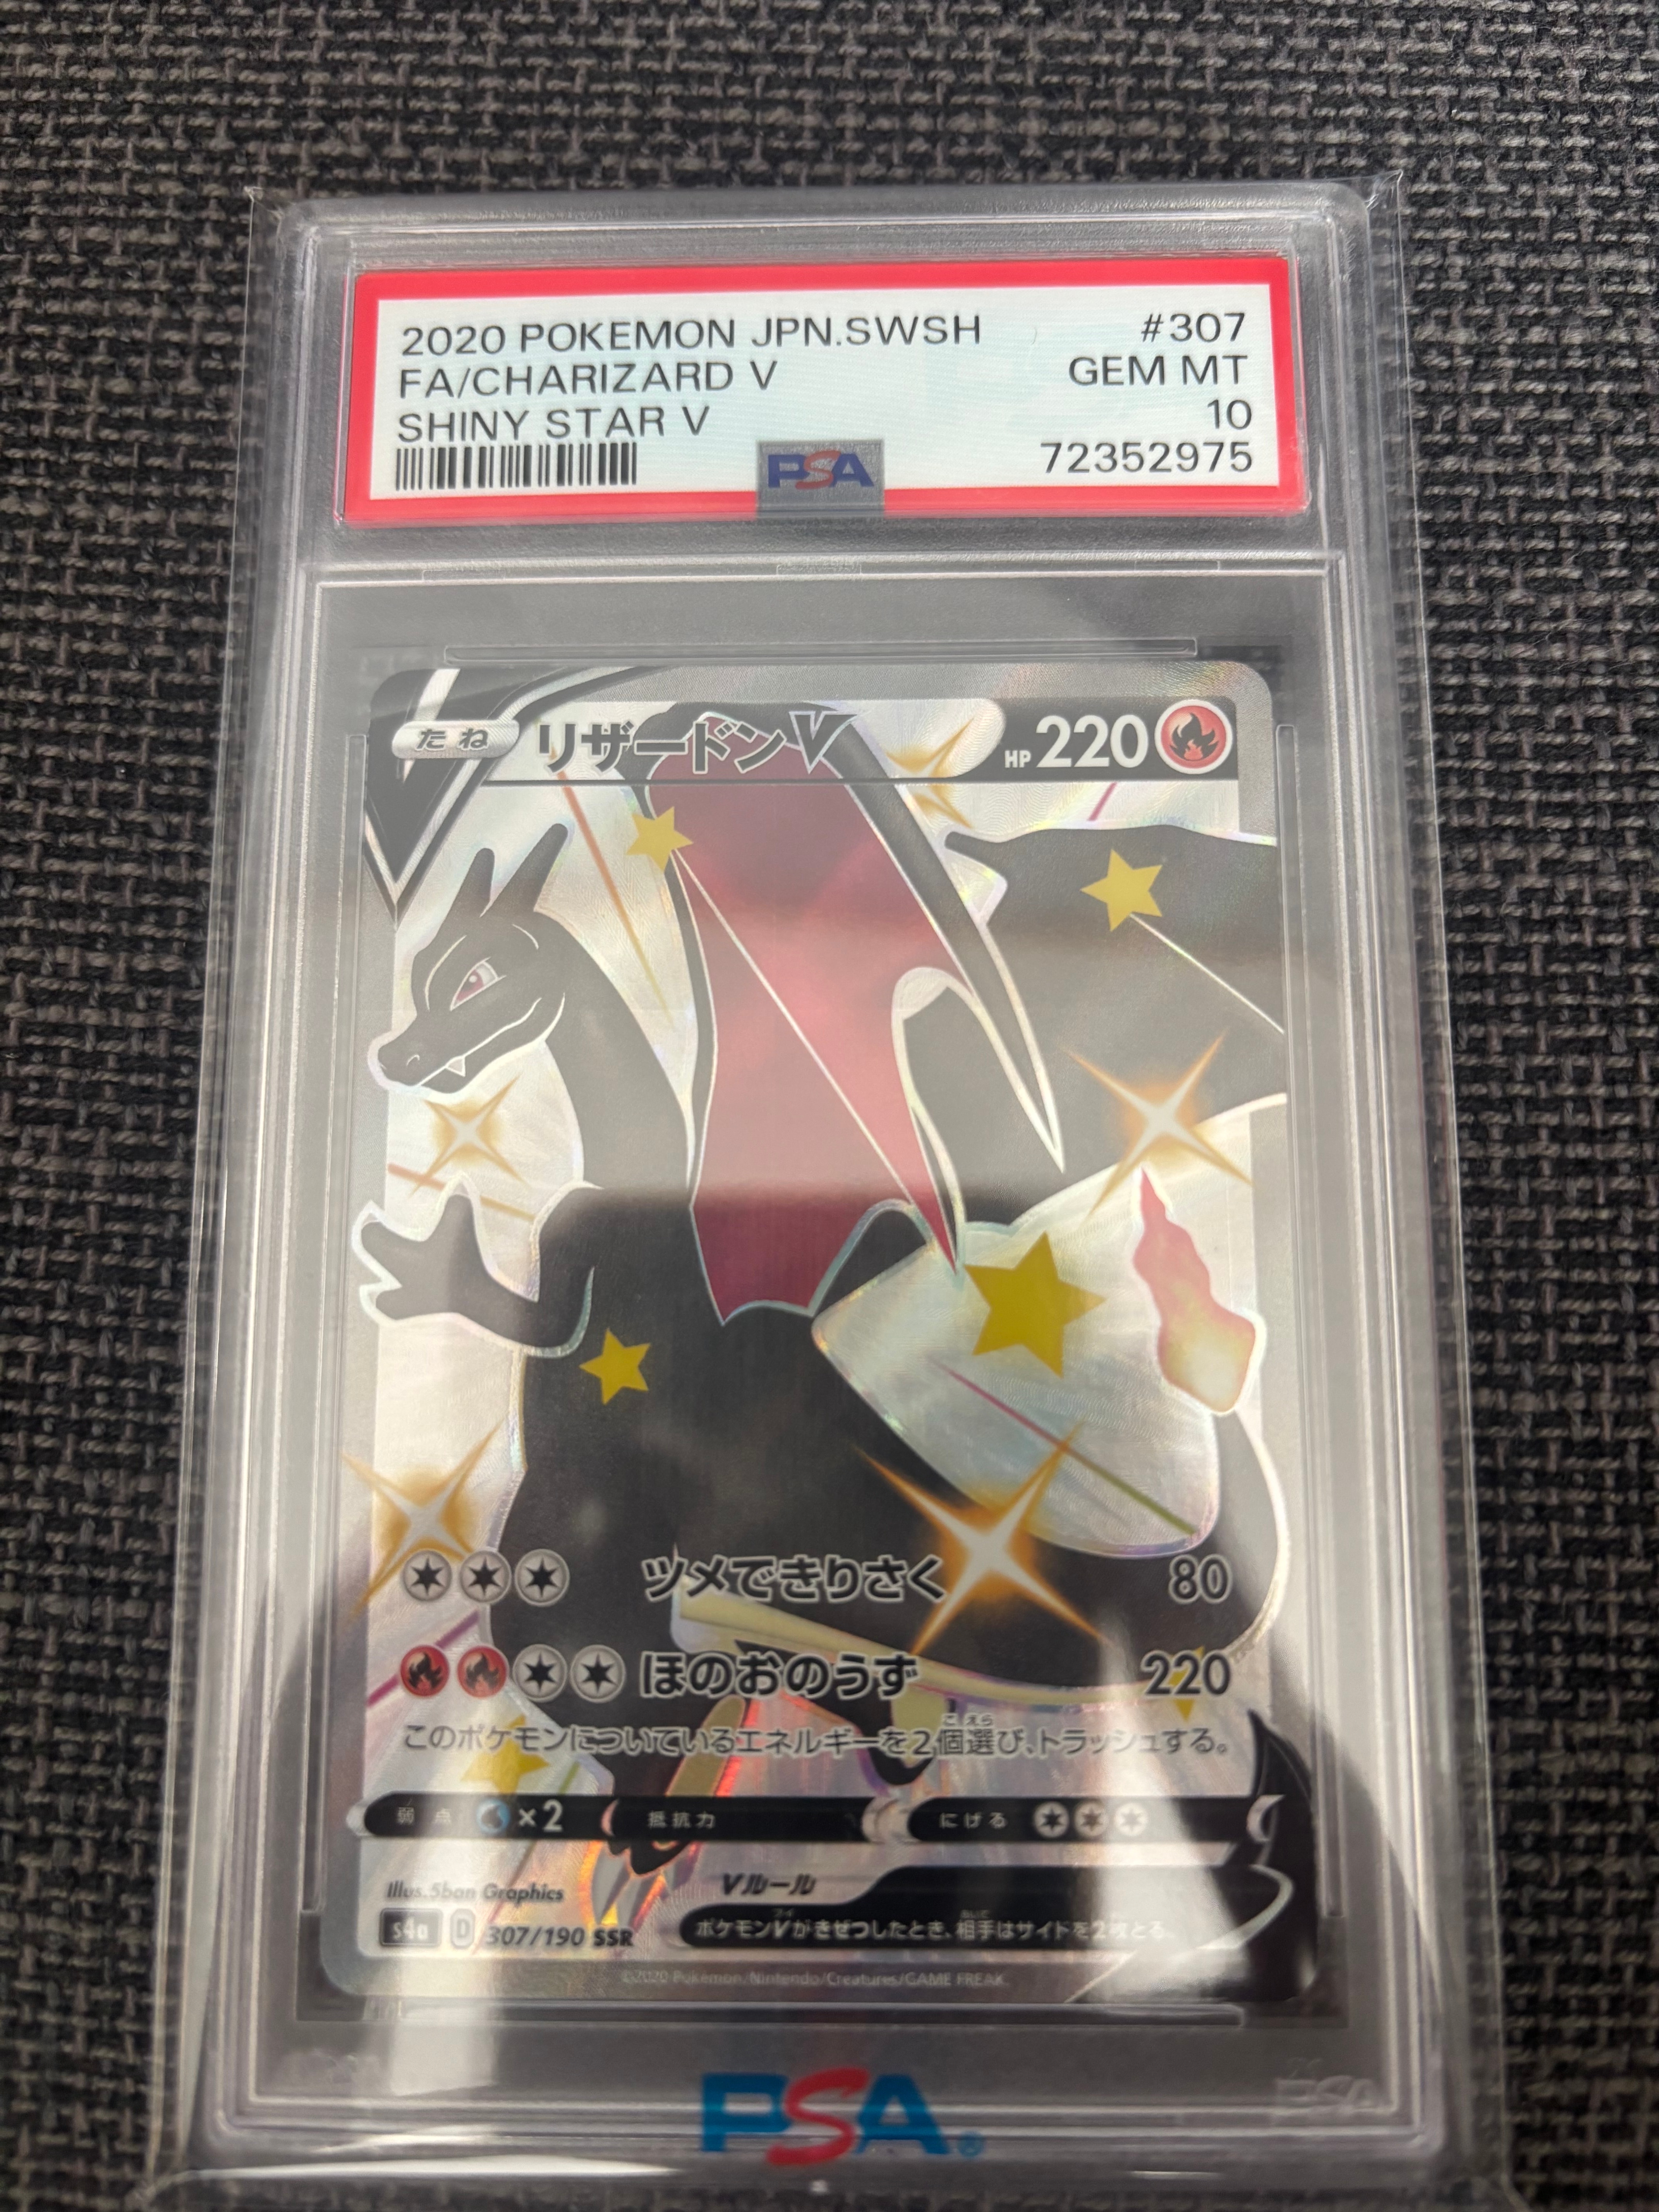 2020 POKEMON JPN.SWSH #307
FA/CHARIZARD V GEM MT
SHINY STAR V 10
72352975
PSA
たね リザードンV HP 220
ツメできりさく 80
ほのおのうず 220
このポケモンについているエネルギーを2個選び、トラッシュする。
弱点 ×2 抵抗力 にげる
Illus. 5ban Graphics Vルール
s4a D 307/190 SSR ポケモンVがきぜつしたとき、相手はサイドを2枚とる。
©2020 Pokémon/Nintendo/Creatures/GAME FREAK.
PSA®
PSA